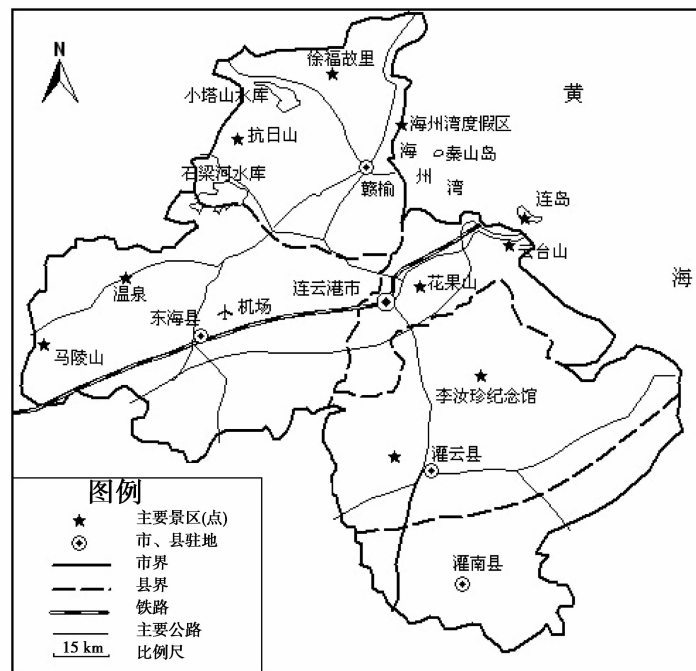 N
徐福故里
黄
小塔山水库
海州湾度假区
抗日山
海
秦山岛
石梁河水库
赣榆
州
湾
连岛
云台山
温泉
连云灌市
花果山
海
机场
东海县
马陵山
李汝珍纪念馆
灌云县
灌南县
图例
主要景区(点)
市、县驻地
市界
县界
铁路
主要公路
15 km 比例尺